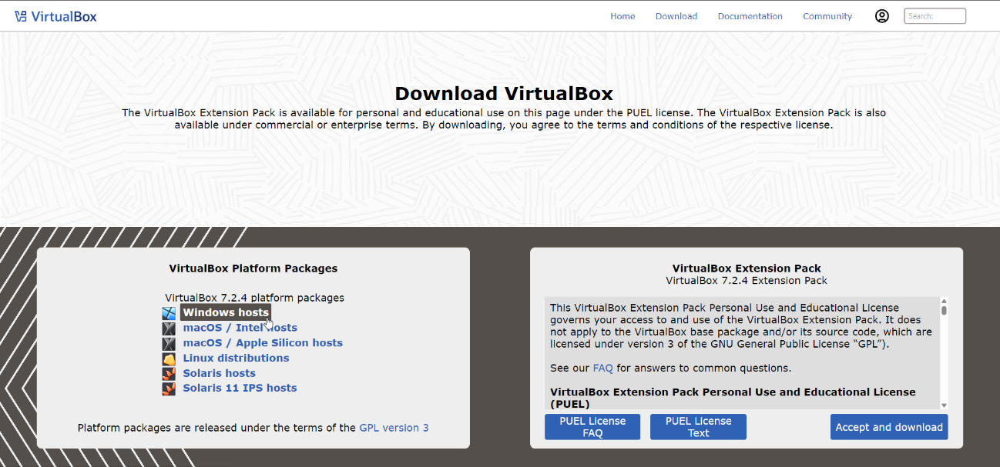 VirtualBox
Home
Download
Documentation
Community
Search:
Download VirtualBox
The VirtualBox Extension Pack is available for personal and educational use on this page under the PUEL license. The VirtualBox Extension Pack is also
available under commercial or enterprise terms. By downloading, you agree to the terms and conditions of the respective license.
VirtualBox Platform Packages
VirtualBox 7.2.4 platform packages
Windows hosts
macOS / Intel hosts
macOS / Apple Silicon hosts
Linux distributions
Solaris hosts
Solaris 11 IPS hosts
Platform packages are released under the terms of the GPL version 3
VirtualBox Extension Pack
VirtualBox 7.2.4 Extension Pack
This VirtualBox Extension Pack Personal Use and Educational License
governs your access to and use of the VirtualBox Extension Pack. It does
not apply to the VirtualBox base package and/or its source code, which are
licensed under version 3 of the GNU General Public License “GPL”).
See our FAQ for answers to common questions.
VirtualBox Extension Pack Personal Use and Educational License
(PUEL)
PUEL License
FAQ
PUEL License
Text
Accept and download